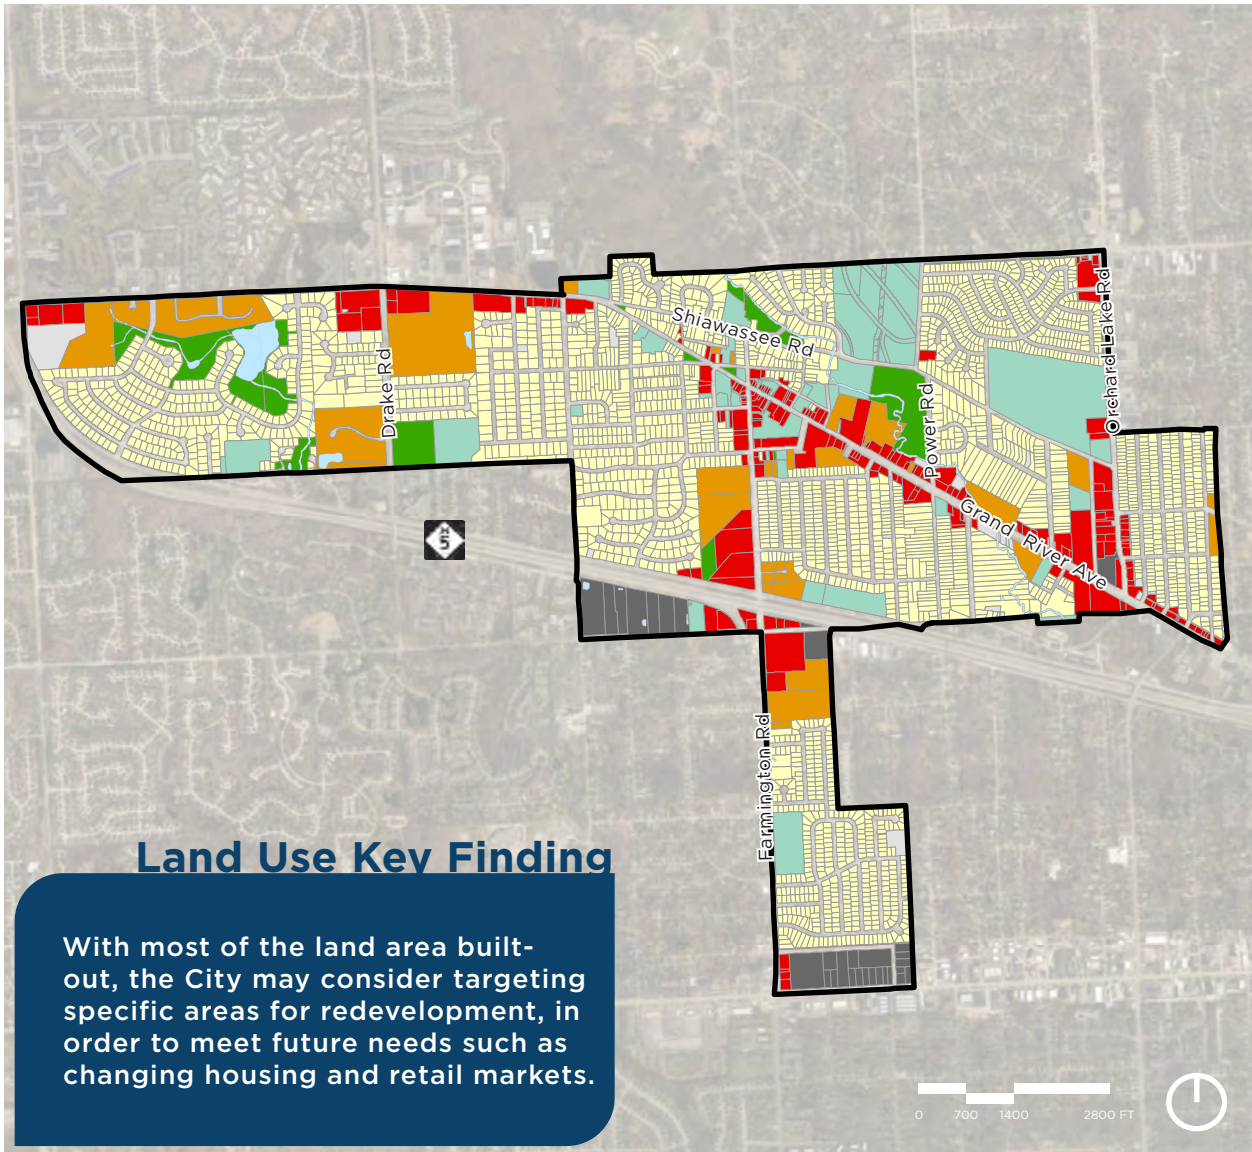 Shiawassee Rd
Orchard Lake Rd
Drake Rd
Power Rd
Grand River Ave
M
5
Farmington Rd
Land Use Key Finding
With most of the land area built-
out, the City may consider targeting
specific areas for redevelopment, in
order to meet future needs such as
changing housing and retail markets.
0 700 1400 2800 FT